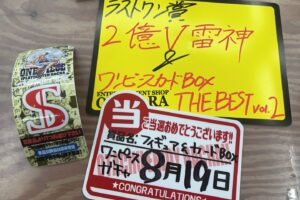 ラストワン賞
2億V雷神
&
ワンピースカードBOX
THE BEST vol.2
ONE PIECE
S
当
ご当選おめでとうございます!!
賞品名:フィギュア&カードBOX
ワンピース
ガチャ
8月19日
★CONGRATULATIONS